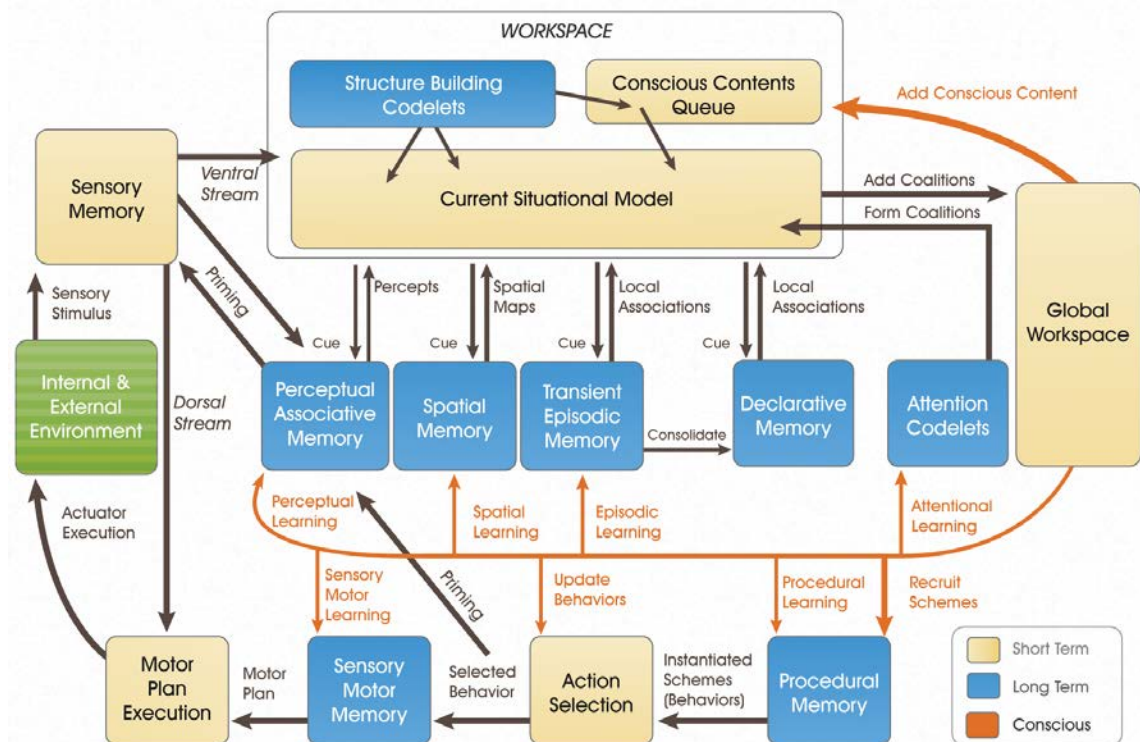 WORKSPACE
Structure Building
Codelets
Conscious Contents
Queue
Add Conscious Content
Sensory
Memory
Ventral
Stream
Current Situational Model
Add Coalitions
Form Coalitions
Global
Workspace
Priming
Sensory
Stimulus
Percepts
Spatial
Maps
Local
Associations
Local
Associations
Cue
Cue
Cue
Cue
Internal &
External
Environment
Dorsal
Stream
Perceptual
Associative
Memory
Spatial
Memory
Transient
Episodic
Memory
Consolidate
Declarative
Memory
Attention
Codelets
Actuator
Execution
Perceptual
Learning
Spatial
Learning
Episodic
Learning
Attentional
Learning
Priming
Sensory
Motor
Learning
Update
Behaviors
Procedural
Learning
Recruit
Schemes
Motor
Plan
Execution
Motor
Plan
Sensory
Motor
Memory
Selected
Behavior
Action
Selection
Instantiated
Schemes
(Behaviors)
Procedural
Memory
Short Term
Long Term
Conscious